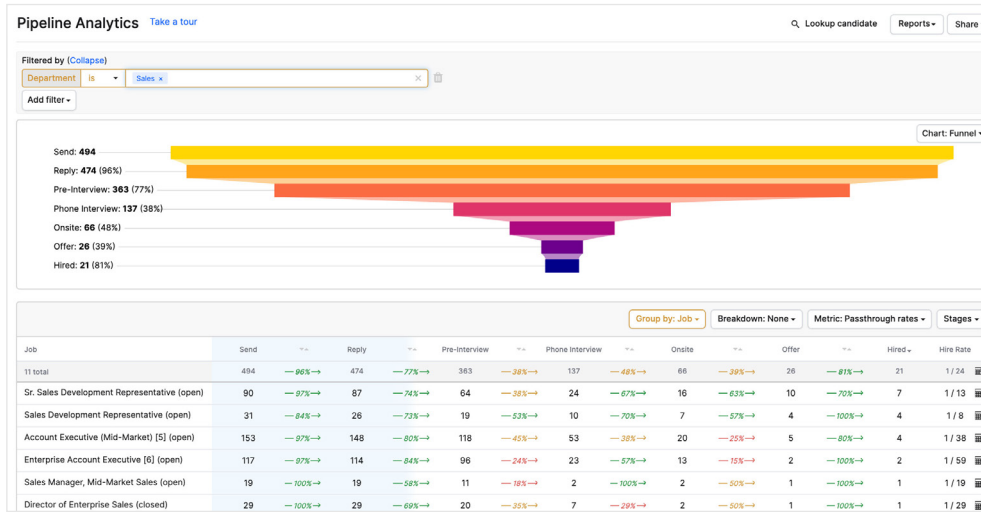 Pipeline Analytics Take a tour Lookup candidate Reports Share
Filtered by (Collapse)
Department is Sales × ×
Add filter
Chart: Funnel
Send: 494
Reply: 474 (96%)
Pre-Interview: 363 (77%)
Phone Interview: 137 (38%)
Onsite: 66 (48%)
Offer: 26 (39%)
Hired: 21 (81%)
Group by: Job Breakdown: None Metric: Passthrough rates Stages
Job Send Reply Pre-Interview Phone Interview Onsite Offer Hired Hire Rate
11 total 494 —96%→ 474 —77%→ 363 —38%→ 137 —48%→ 66 —39%→ 26 —81%→ 21 1 / 24
Sr. Sales Development Representative (open) 90 —97%→ 87 —74%→ 64 —38%→ 24 —67%→ 16 —63%→ 10 —70%→ 7 1 / 13
Sales Development Representative (open) 31 —84%→ 26 —73%→ 19 —53%→ 10 —70%→ 7 —57%→ 4 —100%→ 4 1 / 8
Account Executive (Mid-Market) [5] (open) 153 —97%→ 148 —80%→ 118 —45%→ 53 —38%→ 20 —25%→ 5 —80%→ 4 1 / 38
Enterprise Account Executive [6] (open) 117 —97%→ 114 —84%→ 96 —24%→ 23 —57%→ 13 —15%→ 2 —100%→ 2 1 / 59
Sales Manager, Mid-Market Sales (open) 19 —100%→ 19 —58%→ 11 —18%→ 2 —100%→ 2 —50%→ 1 —100%→ 1 1 / 19
Director of Enterprise Sales (closed) 29 —100%→ 29 —69%→ 20 —35%→ 7 —29%→ 2 —50%→ 1 —100%→ 1 1 / 29